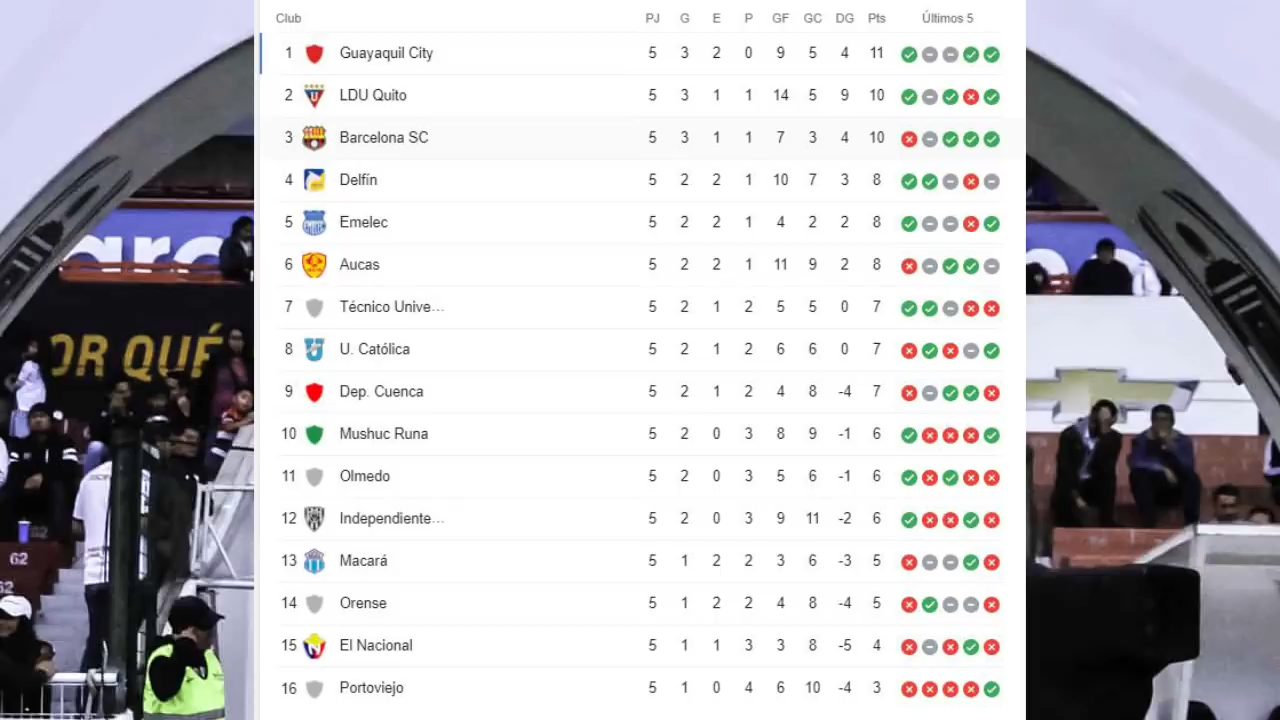 Club PJ G E P GF GC DG Pts Últimos 5
1 Guayaquil City 5 3 2 0 9 5 4 11
2 LDU Quito 5 3 1 1 14 5 9 10
3 Barcelona SC 5 3 1 1 7 3 4 10
4 Delfín 5 2 2 1 10 7 3 8
5 Emelec 5 2 2 1 4 2 2 8
6 Aucas 5 2 2 1 11 9 2 8
7 Técnico Unive... 5 2 1 2 5 5 0 7
8 U. Católica 5 2 1 2 6 6 0 7
9 Dep. Cuenca 5 2 1 2 4 8 -4 7
10 Mushuc Runa 5 2 0 3 8 9 -1 6
11 Olmedo 5 2 0 3 5 6 -1 6
12 Independiente... 5 2 0 3 9 11 -2 6
13 Macará 5 1 2 2 3 6 -3 5
14 Orense 5 1 2 2 4 8 -4 5
15 El Nacional 5 1 1 3 3 8 -5 4
16 Portoviejo 5 1 0 4 6 10 -4 3
OR QUÉ
62
62